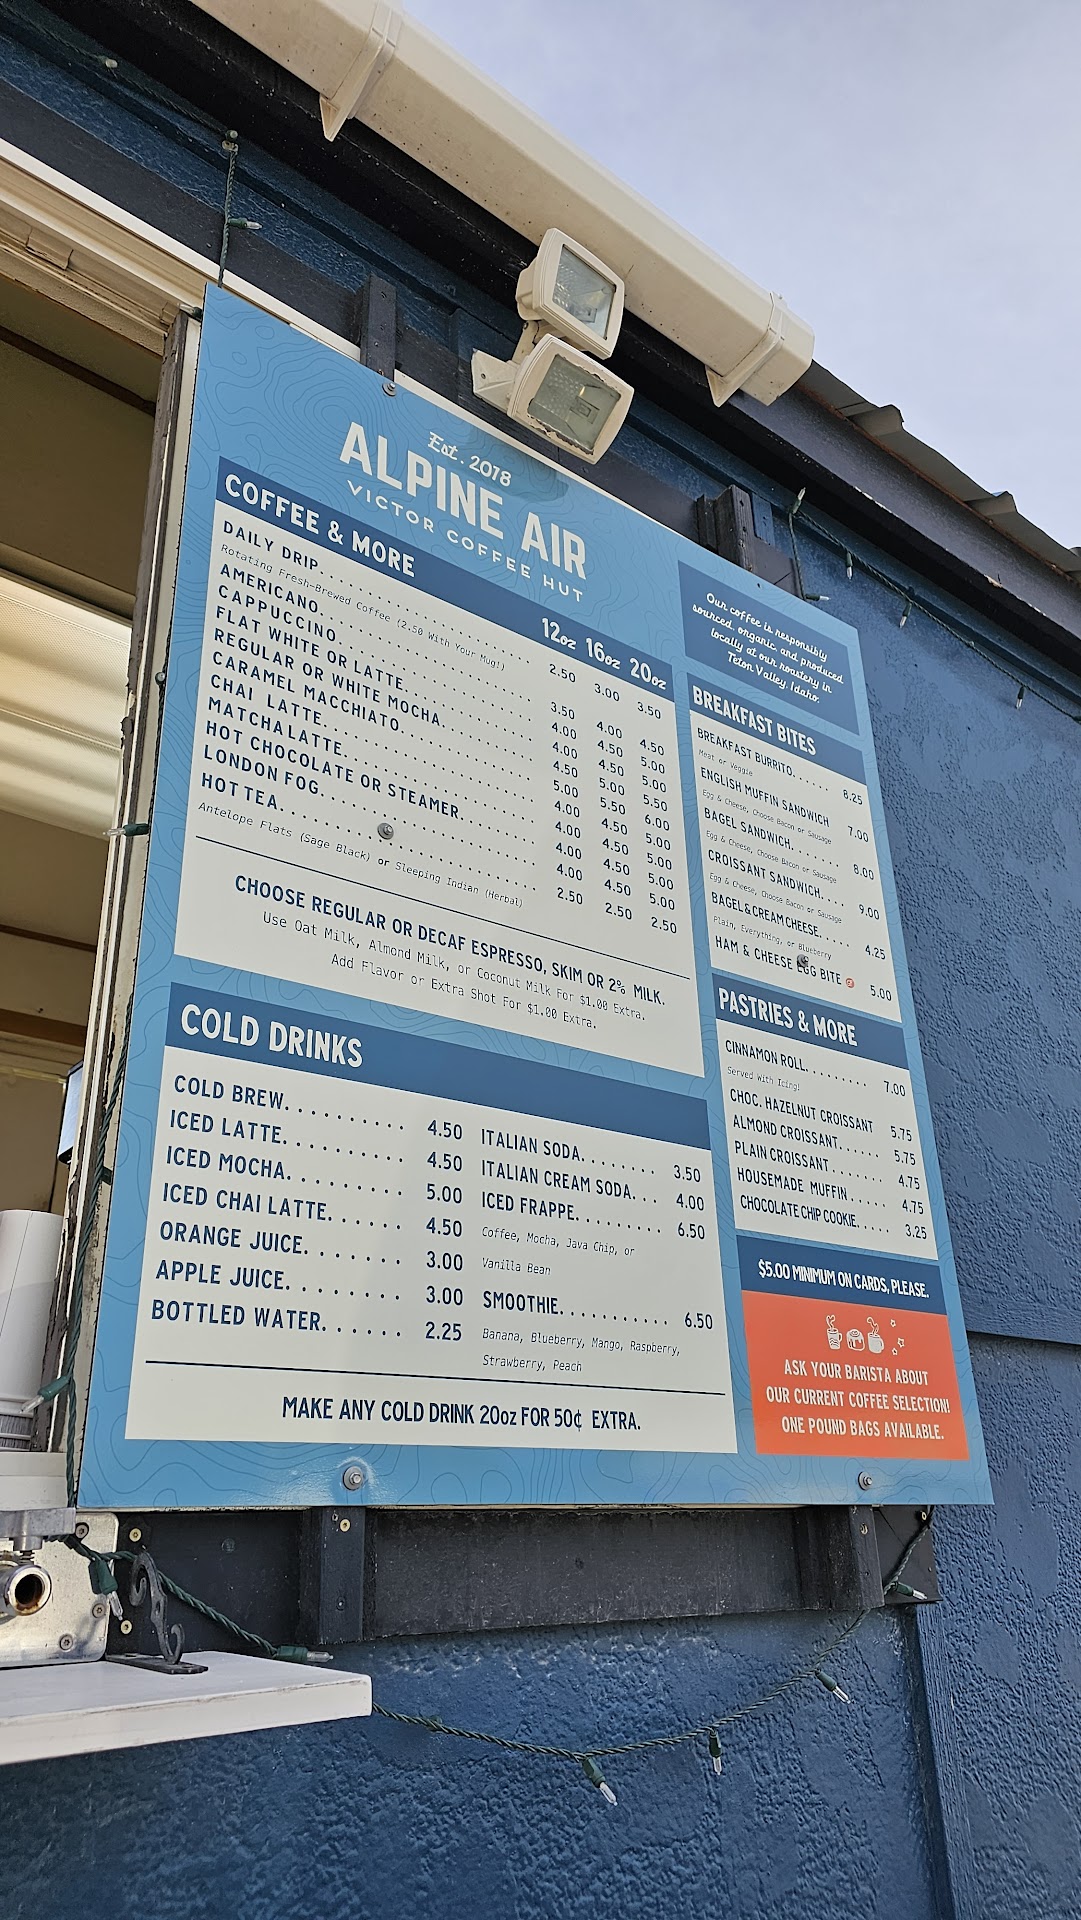 Est. 2018
ALPINE AIR
VICTOR COFFEE HUT
COFFEE & MORE 12oz 16oz 20oz
DAILY DRIP 2.50 3.00 3.50
Rotating Fresh-Brewed Coffee (2.50 With Your Mug!)
AMERICANO 3.50 4.00 4.50
CAPPUCCINO 4.00 4.50 5.00
FLAT WHITE OR LATTE 4.00 4.50 5.00
REGULAR OR WHITE MOCHA 4.50 5.00 5.50
CARAMEL MACCHIATO 5.00 5.50 6.00
CHAI LATTE 4.00 4.50 5.00
MATCHA LATTE 4.00 4.50 5.00
HOT CHOCOLATE OR STEAMER 4.00 4.50 5.00
LONDON FOG 4.00 4.50 5.00
HOT TEA 2.50 2.50 2.50
Antelope Flats (Sage Black) or Sleeping Indian (Herbal)
CHOOSE REGULAR OR DECAF ESPRESSO, SKIM OR 2% MILK.
Use Oat Milk, Almond Milk, or Coconut Milk For $1.00 Extra.
Add Flavor or Extra Shot For $1.00 Extra.
COLD DRINKS
COLD BREW 4.50
ICED LATTE 4.50
ICED MOCHA 5.00
ICED CHAI LATTE 4.50
ORANGE JUICE 3.00
APPLE JUICE 3.00
BOTTLED WATER 2.25
ITALIAN SODA 3.50
ITALIAN CREAM SODA 4.00
ICED FRAPPE 6.50
Coffee, Mocha, Java Chip, or
Vanilla Bean
SMOOTHIE 6.50
Banana, Blueberry, Mango, Raspberry,
Strawberry, Peach
MAKE ANY COLD DRINK 20oz FOR 50¢ EXTRA.
Our coffee is responsibly
sourced, organic, and produced
locally at our roastery in
Teton Valley, Idaho.
BREAKFAST BITES
BREAKFAST BURRITO 8.25
Meat or Veggie
ENGLISH MUFFIN SANDWICH 7.00
Egg & Cheese, Choose Bacon or Sausage
BAGEL SANDWICH 8.00
Egg & Cheese, Choose Bacon or Sausage
CROISSANT SANDWICH 9.00
Egg & Cheese, Choose Bacon or Sausage
BAGEL & CREAM CHEESE 4.25
Plain, Everything, or Blueberry
HAM & CHEESE EGG BITE 5.00
PASTRIES & MORE
CINNAMON ROLL 7.00
Served With Icing!
CHOC. HAZELNUT CROISSANT 5.75
ALMOND CROISSANT 5.75
PLAIN CROISSANT 4.75
HOUSEMADE MUFFIN 4.75
CHOCOLATE CHIP COOKIE 3.25
$5.00 MINIMUM ON CARDS, PLEASE.
ASK YOUR BARISTA ABOUT
OUR CURRENT COFFEE SELECTION!
ONE POUND BAGS AVAILABLE.